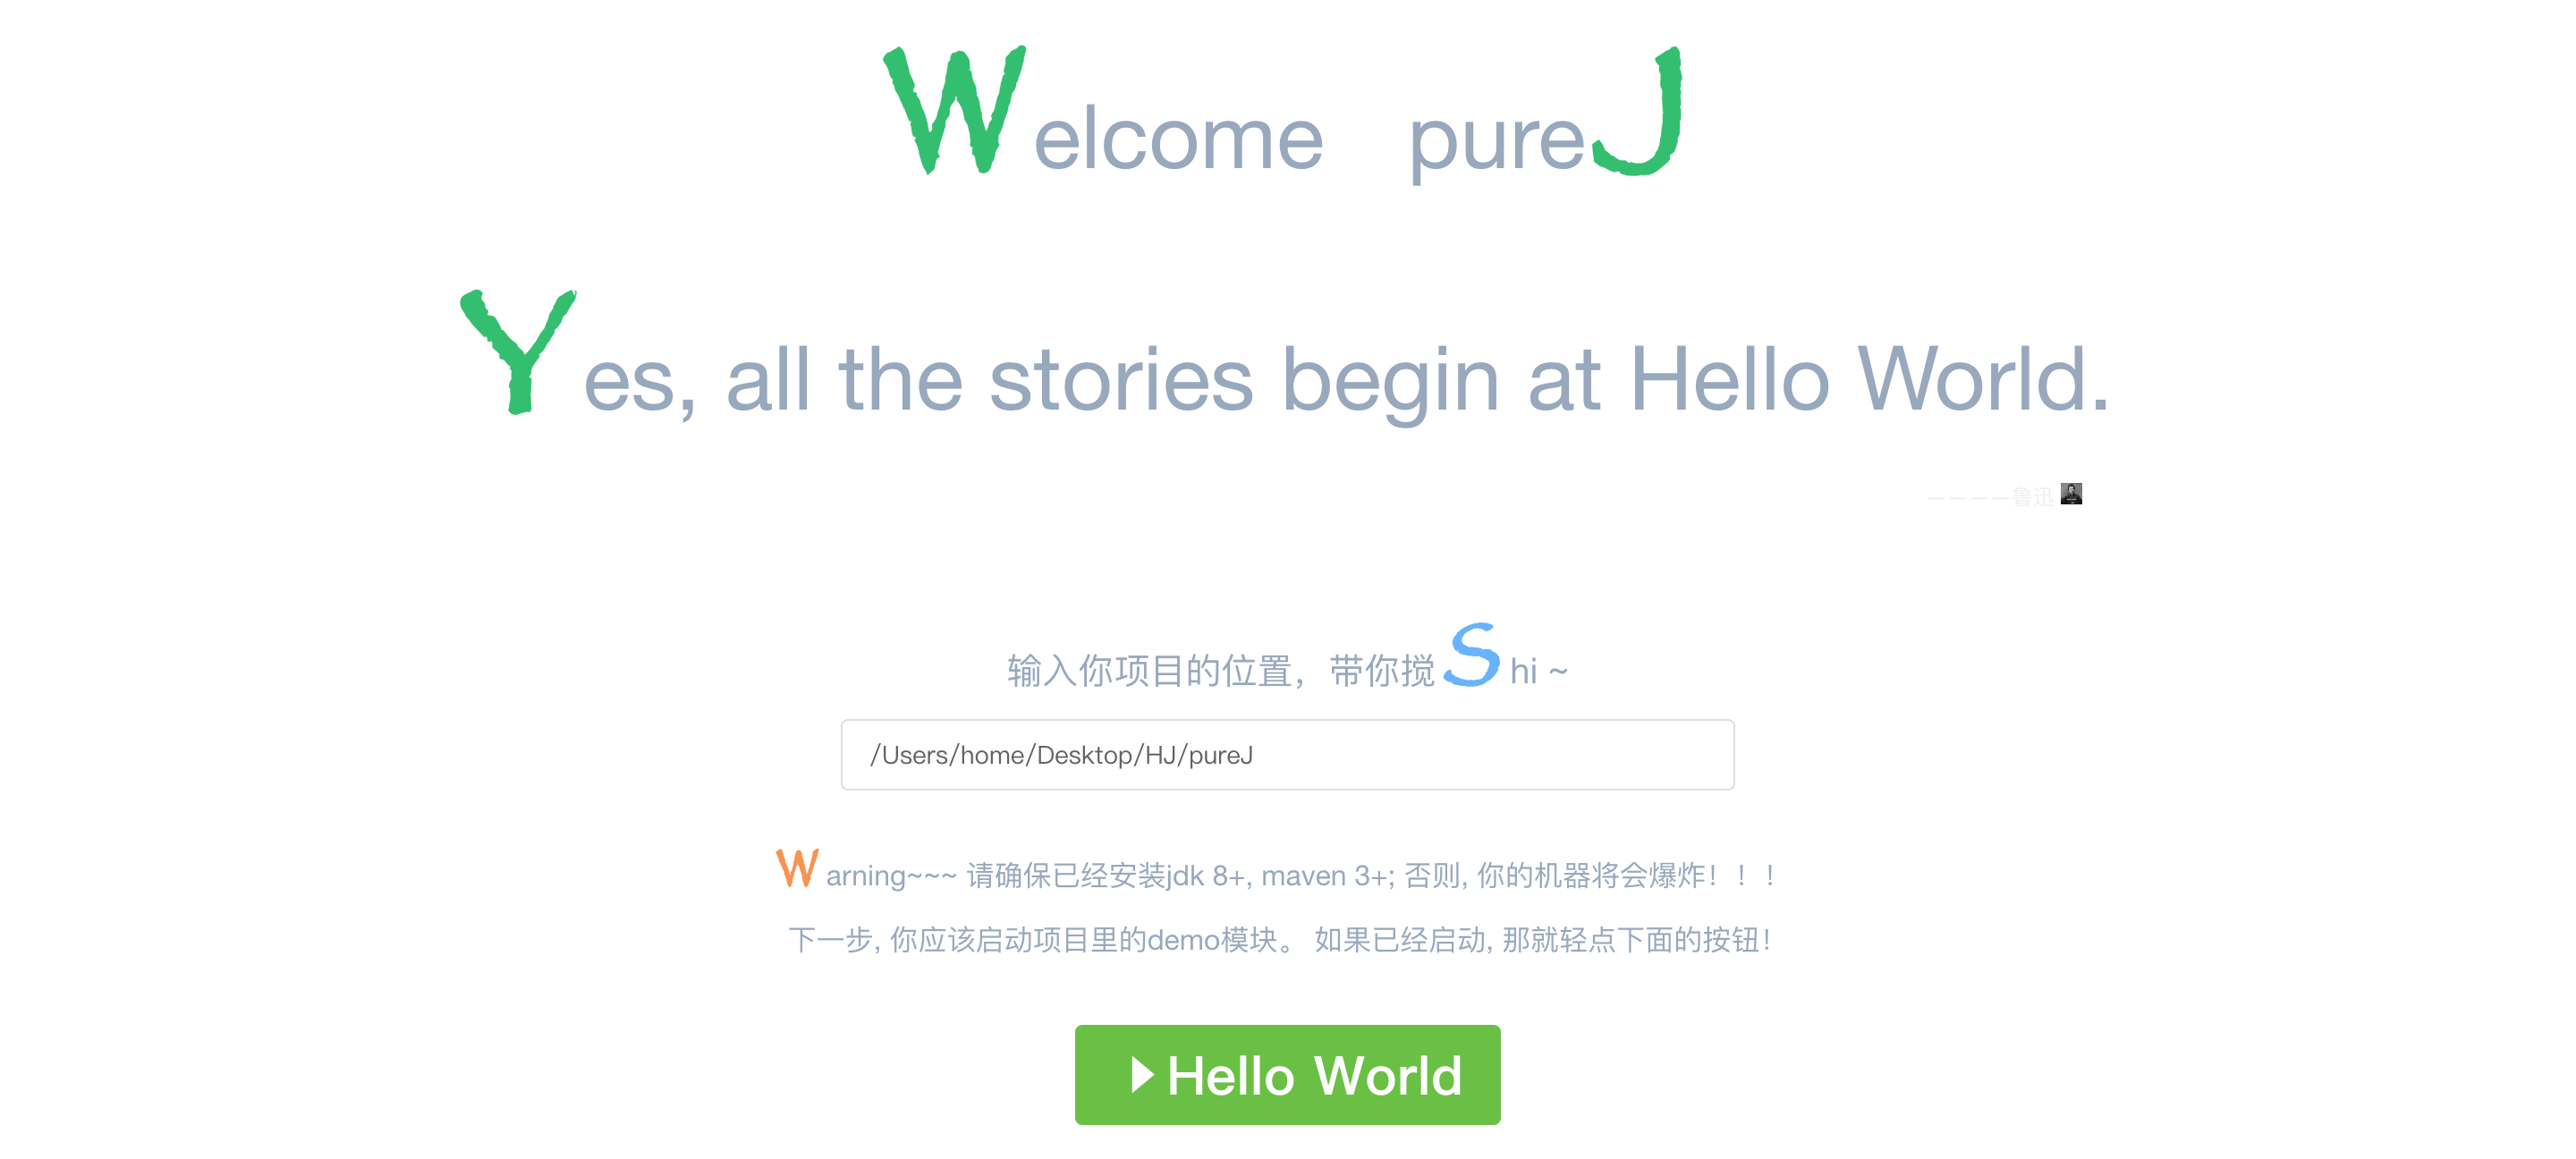 Welcome pureJ
Yes, all the stories begin at Hello World.
————鲁迅
输入你项目的位置，带你搅Shi ~
/Users/home/Desktop/HJ/pureJ
Warning~~~ 请确保已经安装jdk 8+, maven 3+; 否则, 你的机器将会爆炸！！！
下一步, 你应该启动项目里的demo模块。 如果已经启动, 那就轻点下面的按钮！
Hello World